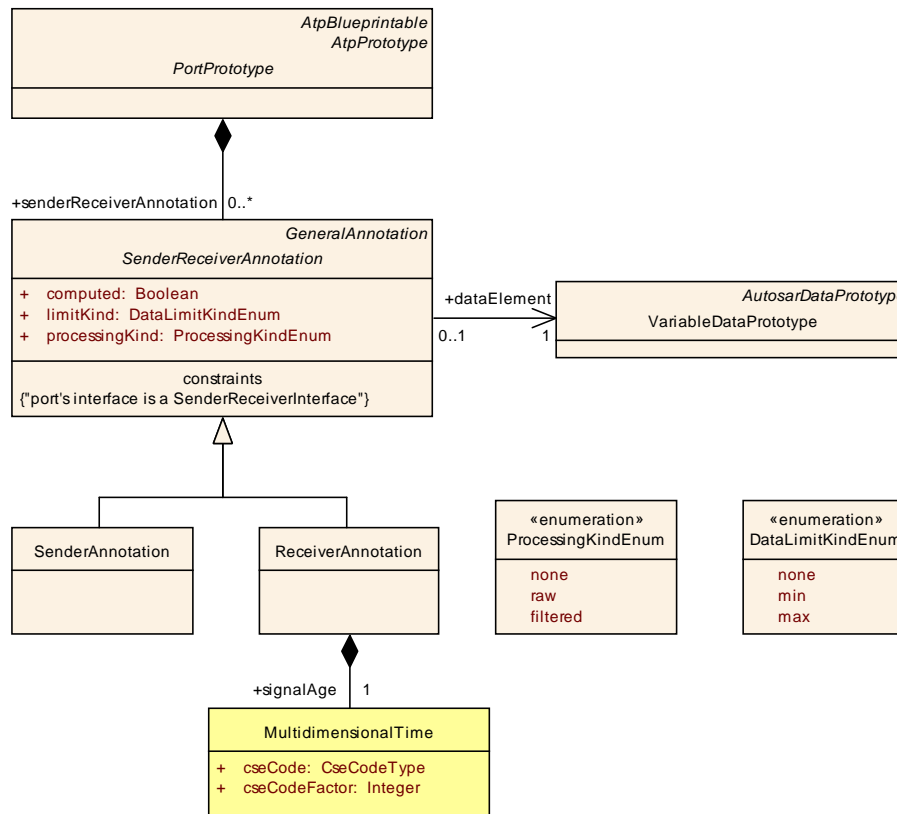 AtpBlueprintable
AtpPrototype
PortPrototype
+senderReceiverAnnotation 0..*
GeneralAnnotation
SenderReceiverAnnotation
+ computed: Boolean
+ limitKind: DataLimitKindEnum
+ processingKind: ProcessingKindEnum
constraints
{"port's interface is a SenderReceiverInterface"}
+dataElement
0..1 1
AutosarDataPrototype
VariableDataPrototype
SenderAnnotation
ReceiverAnnotation
«enumeration»
ProcessingKindEnum
none
raw
filtered
«enumeration»
DataLimitKindEnum
none
min
max
+signalAge 1
MultidimensionalTime
+ cseCode: CseCodeType
+ cseCodeFactor: Integer